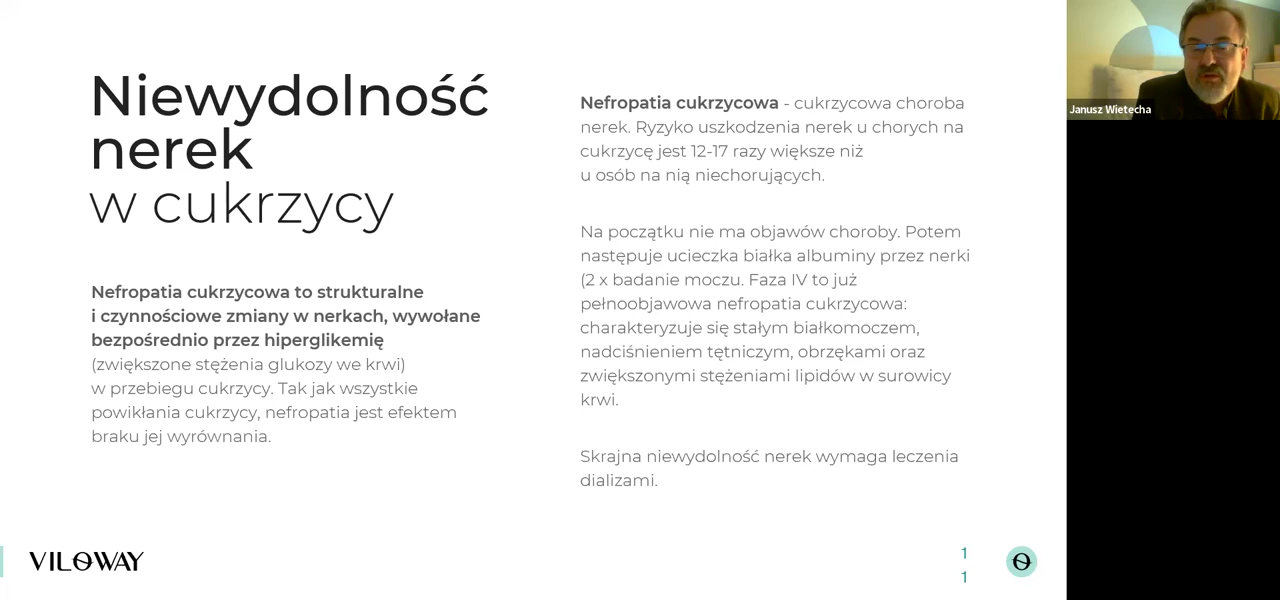 Niewydolność
nerek
w cukrzycy
Nefropatia cukrzycowa to strukturalne
i czynnościowe zmiany w nerkach, wywołane
bezpośrednio przez hiperglikemię
(zwiększone stężenia glukozy we krwi)
w przebiegu cukrzycy. Tak jak wszystkie
powikłania cukrzycy, nefropatia jest efektem
braku jej wyrównania.
Nefropatia cukrzycowa - cukrzycowa choroba
nerek. Ryzyko uszkodzenia nerek u chorych na
cukrzycę jest 12-17 razy większe niż
u osób na nią niechorujących.
Na początku nie ma objawów choroby. Potem
następuje ucieczka białka albuminy przez nerki
(2 x badanie moczu. Faza IV to już
pełnoobjawowa nefropatia cukrzycowa:
charakteryzuje się stałym białkomoczem,
nadciśnieniem tętniczym, obrzękami oraz
zwiększonymi stężeniami lipidów w surowicy
krwi.
Skrajna niewydolność nerek wymaga leczenia
dializami.
VILOWAY
1
1
Janusz Wietecha